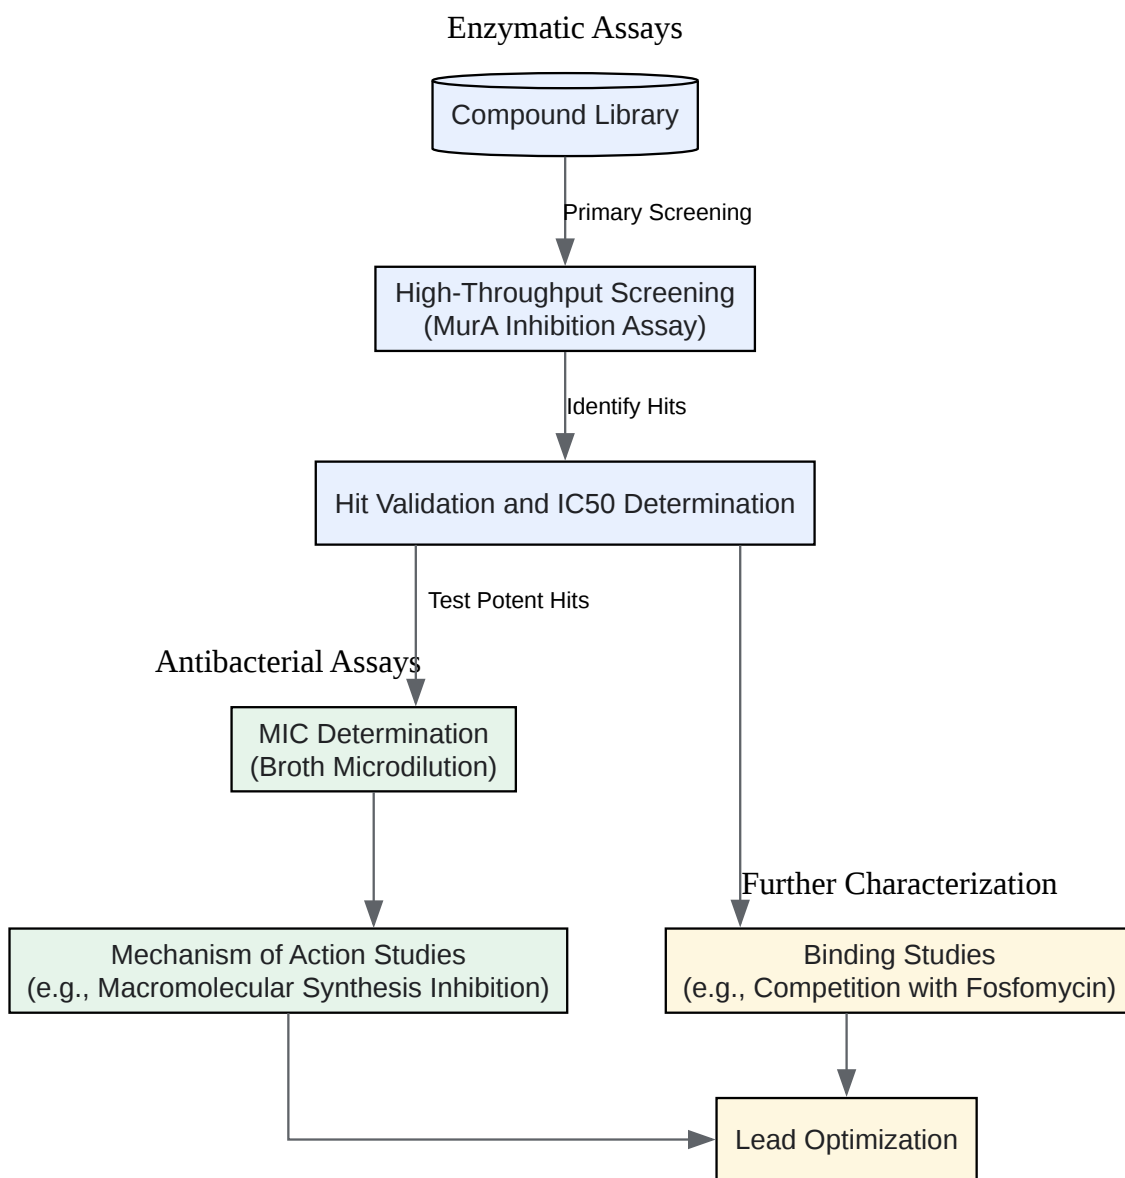 Enzymatic Assays
Compound Library
Primary Screening
High-Throughput Screening
(MurA Inhibition Assay)
Identify Hits
Hit Validation and IC50 Determination
Test Potent Hits
Antibacterial Assays
MIC Determination
(Broth Microdilution)
Further Characterization
Mechanism of Action Studies
(e.g., Macromolecular Synthesis Inhibition)
Binding Studies
(e.g., Competition with Fosfomycin)
Lead Optimization